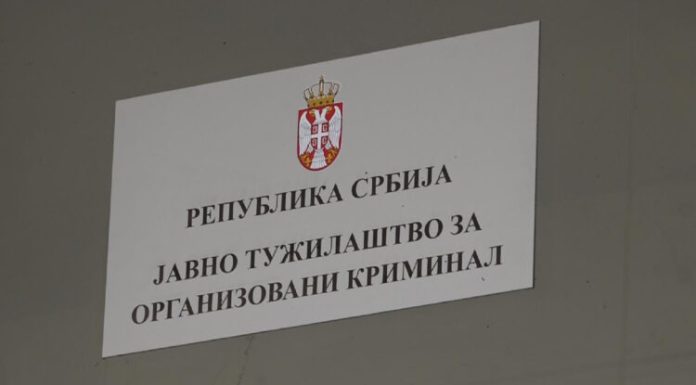 РЕПУБЛИКА СРБИЈА
ЈАВНО ТУЖИЛАШТВО ЗА
ОРГАНИЗОВАНИ КРИМИНАЛ